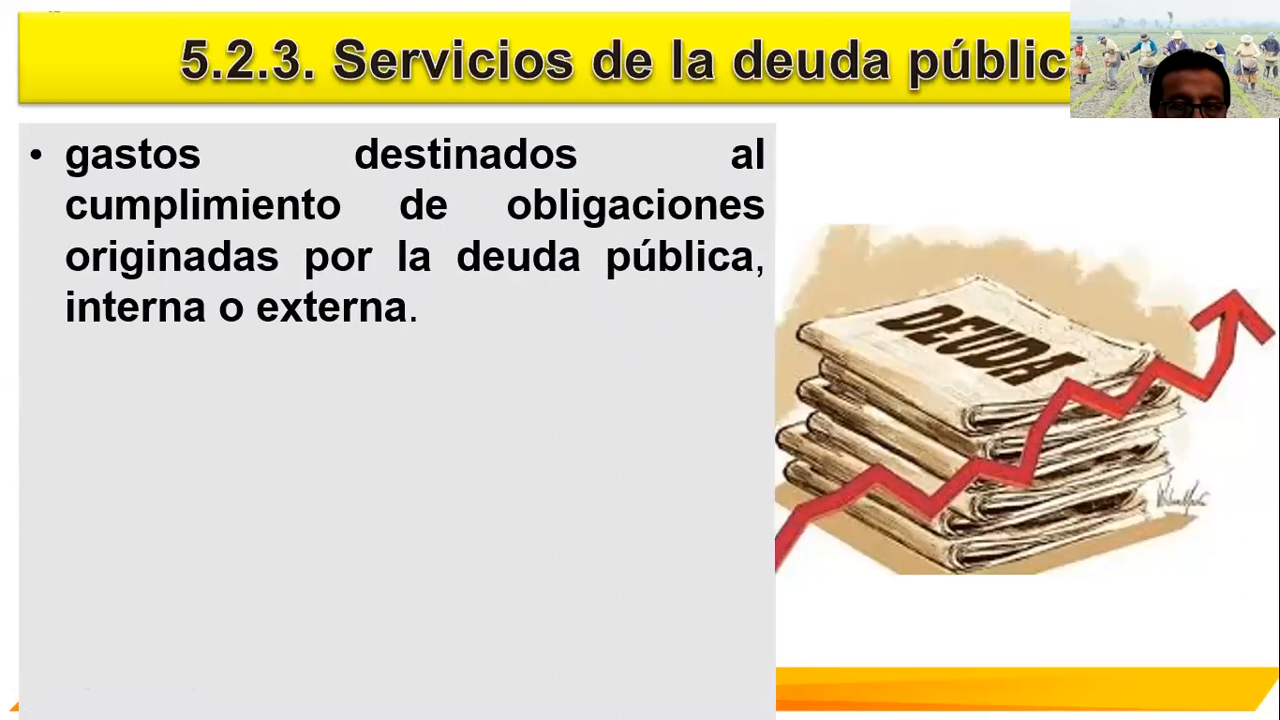 5.2.3. Servicios de la deuda públic
• gastos destinados al
cumplimiento de obligaciones
originadas por la deuda pública,
interna o externa.
DEUDA